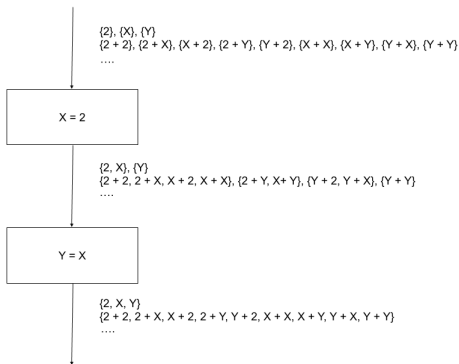 {2}, {X}, {Y}
{2 + 2}, {2 + X}, {X + 2}, {2 + Y}, {Y + 2}, {X + X}, {X + Y}, {Y + X}, {Y + Y}
....
X = 2
{2, X}, {Y}
{2 + 2, 2 + X, X + 2, X + X}, {2 + Y, X+ Y}, {Y + 2, Y + X}, {Y + Y}
....
Y = X
{2, X, Y}
{2 + 2, 2 + X, X + 2, 2 + Y, Y + 2, X + X, X + Y, Y + X, Y + Y}
....